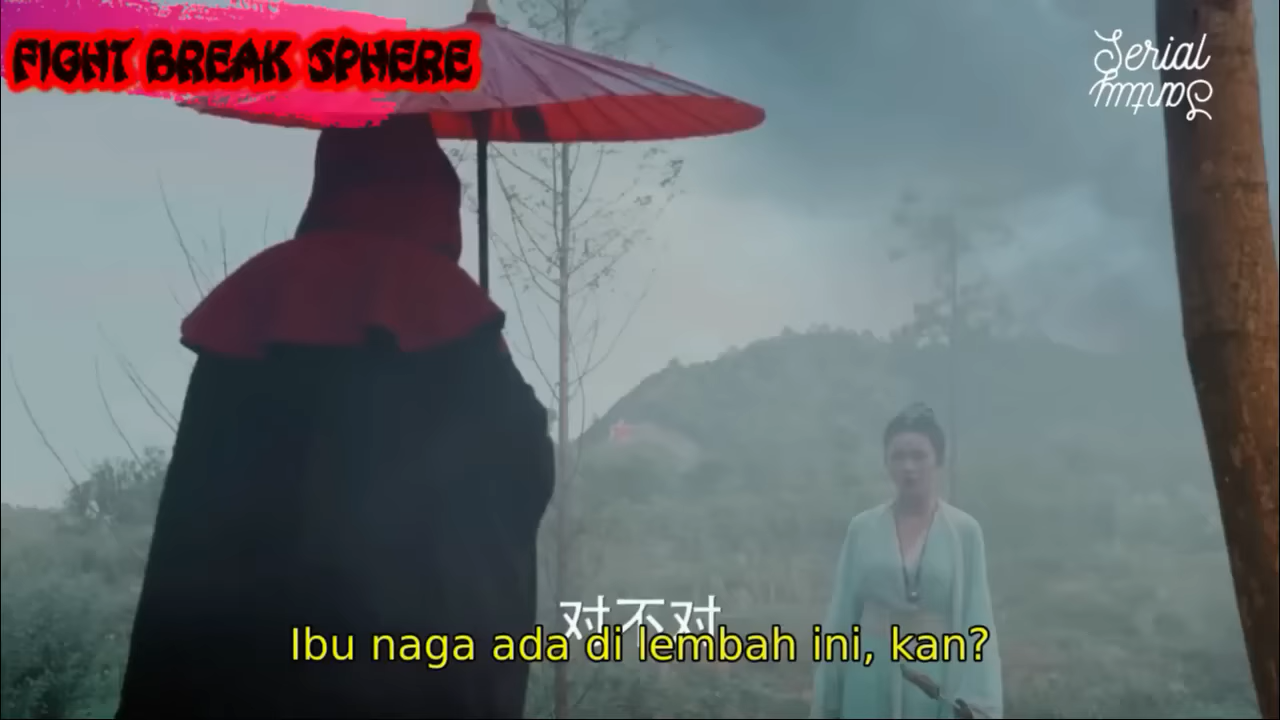 FIGHT BREAK SPHERE
Serial
Santuy
对不对
Ibu naga ada di lembah ini, kan?